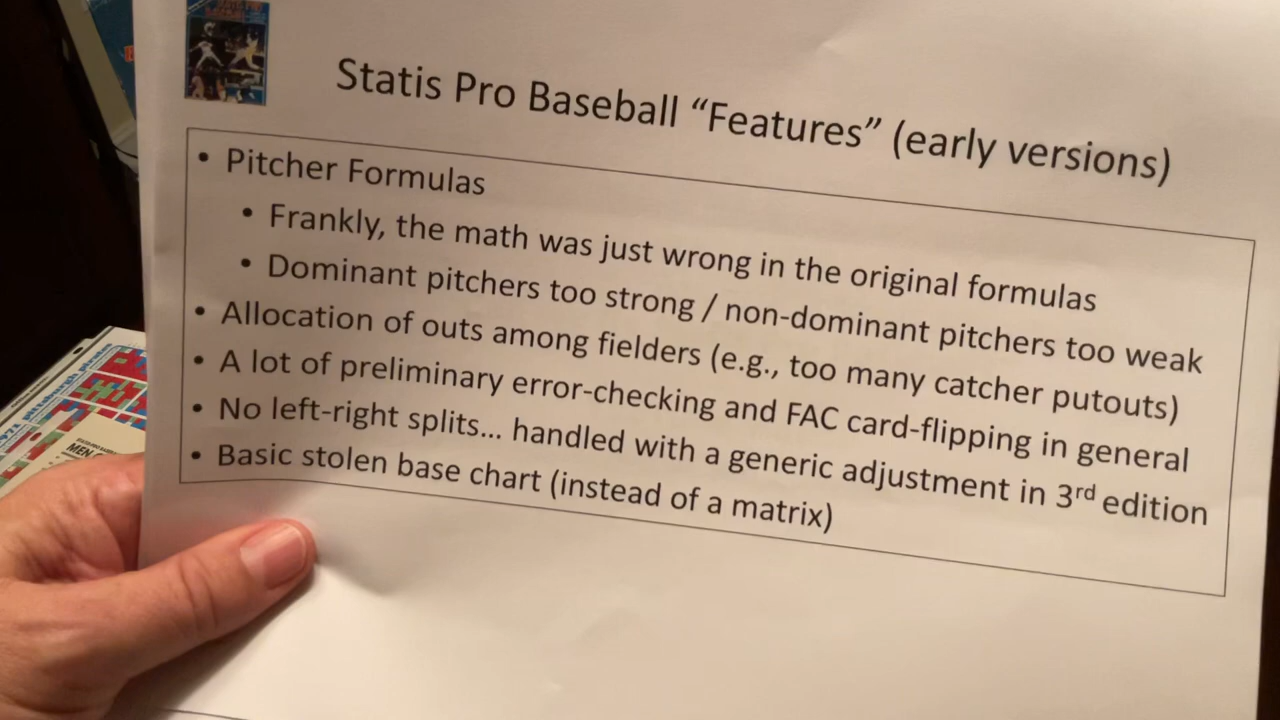 Statis Pro Baseball “Features” (early versions)
• Pitcher Formulas
• Frankly, the math was just wrong in the original formulas
• Dominant pitchers too strong / non-dominant pitchers too weak
• Allocation of outs among fielders (e.g., too many catcher putouts)
• A lot of preliminary error-checking and FAC card-flipping in general
• No left-right splits... handled with a generic adjustment in 3rd edition
• Basic stolen base chart (instead of a matrix)
pittsburgh pirates
MEN